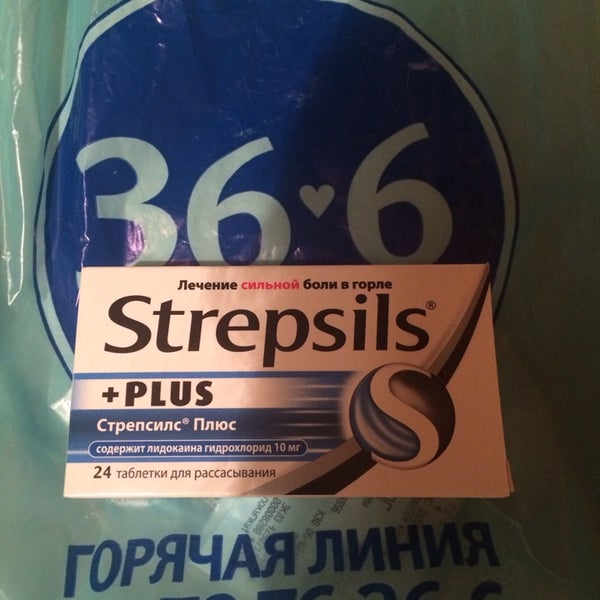 36 6
Лечение сильной боли в горле
Strepsils®
+PLUS
Стрепсилс® Плюс
содержит лидокаина гидрохлорид 10 мг
24 таблетки для рассасывания
ГОРЯЧАЯ ЛИНИЯ